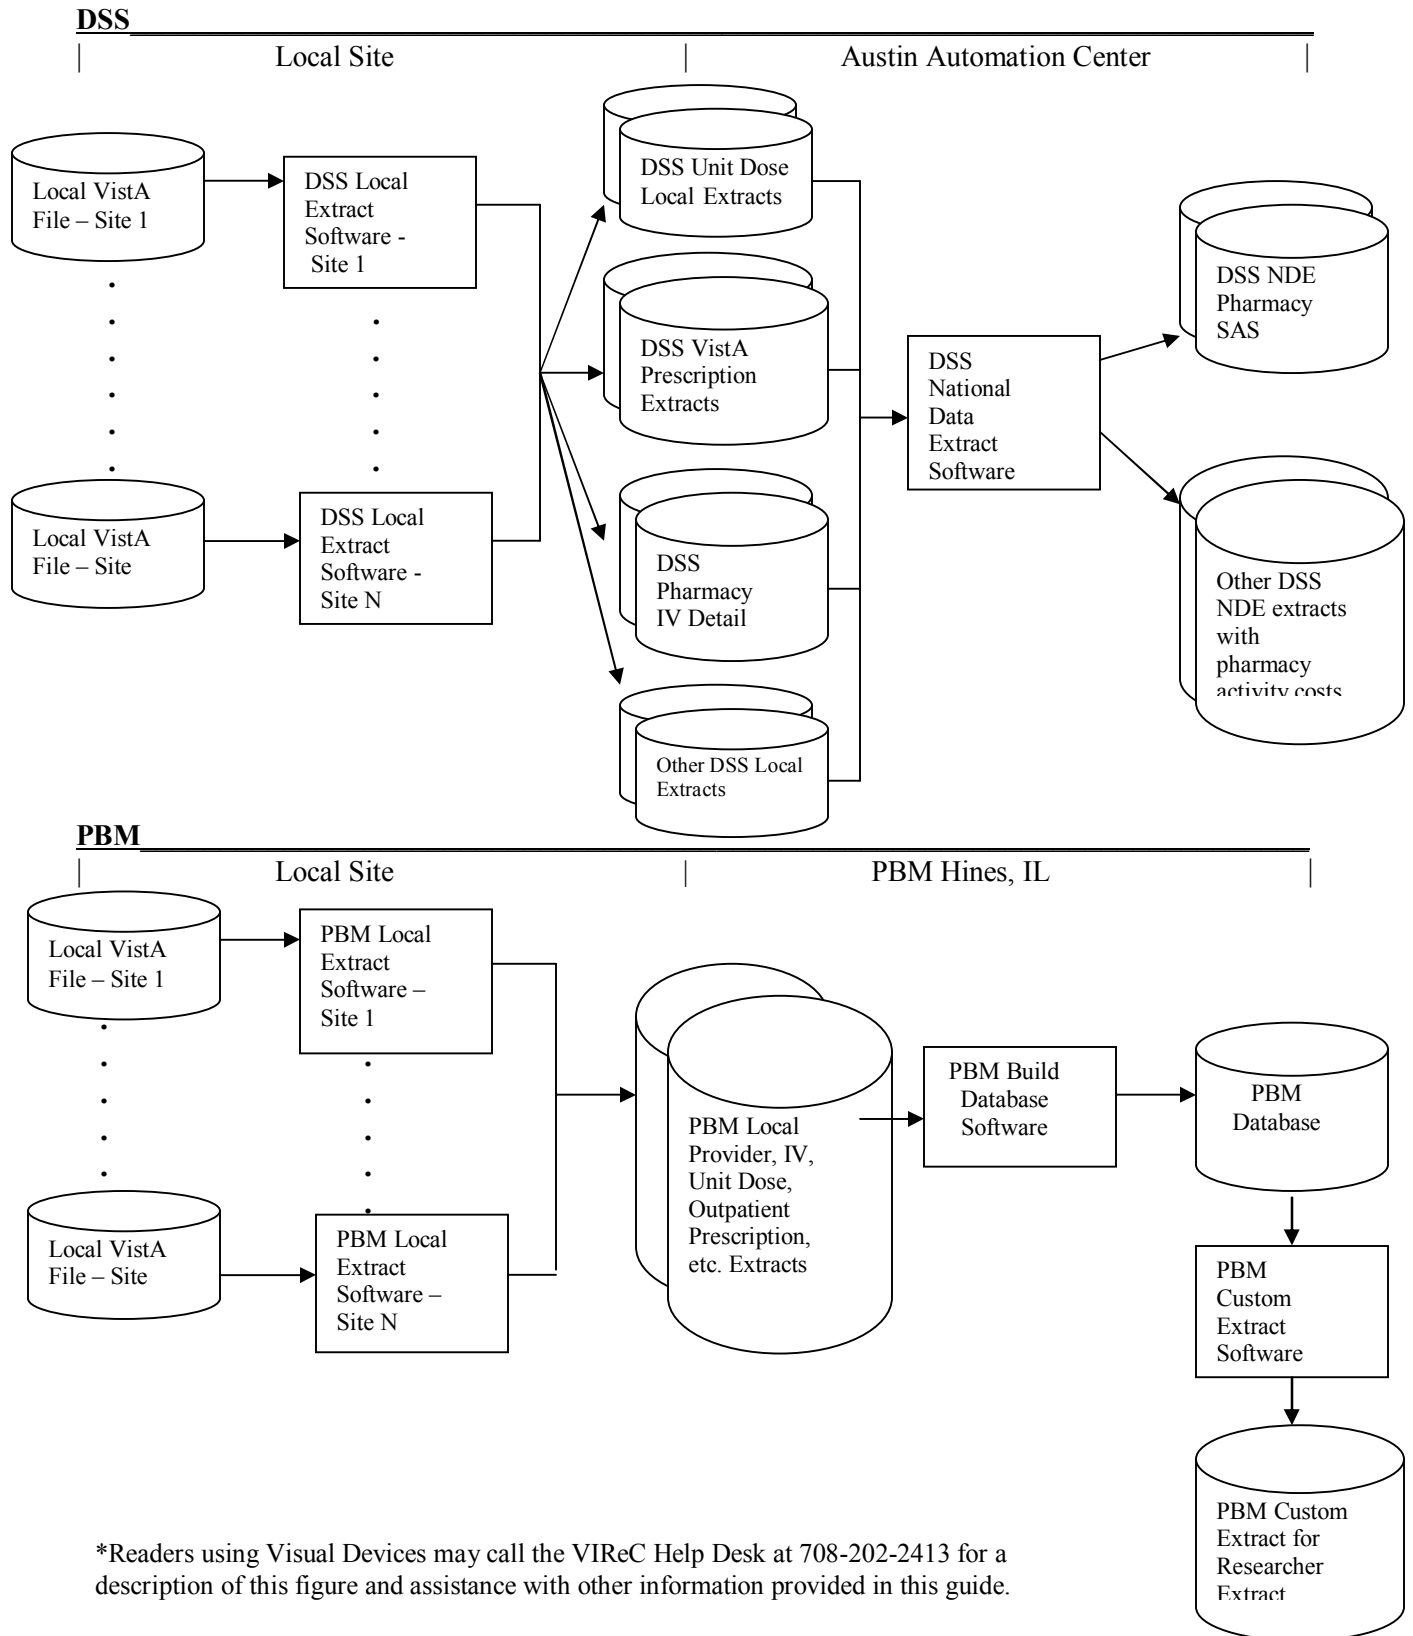 DSS
| Local Site | Austin Automation Center |
Local VistA
File – Site 1
DSS Local
Extract
Software -
Site 1
Local VistA
File – Site
DSS Local
Extract
Software -
Site N
DSS Unit Dose
Local Extracts
DSS VistA
Prescription
Extracts
DSS
Pharmacy
IV Detail
Other DSS Local
Extracts
DSS
National
Data
Extract
Software
DSS NDE
Pharmacy
SAS
Other DSS
NDE extracts
with
pharmacy
activity costs
PBM
| Local Site | PBM Hines, IL |
Local VistA
File – Site 1
PBM Local
Extract
Software –
Site 1
Local VistA
File – Site
PBM Local
Extract
Software –
Site N
PBM Local
Provider, IV,
Unit Dose,
Outpatient
Prescription,
etc. Extracts
PBM Build
Database
Software
PBM
Database
PBM
Custom
Extract
Software
PBM Custom
Extract for
Researcher
Extract
*Readers using Visual Devices may call the VIReC Help Desk at 708-202-2413 for a
description of this figure and assistance with other information provided in this guide.